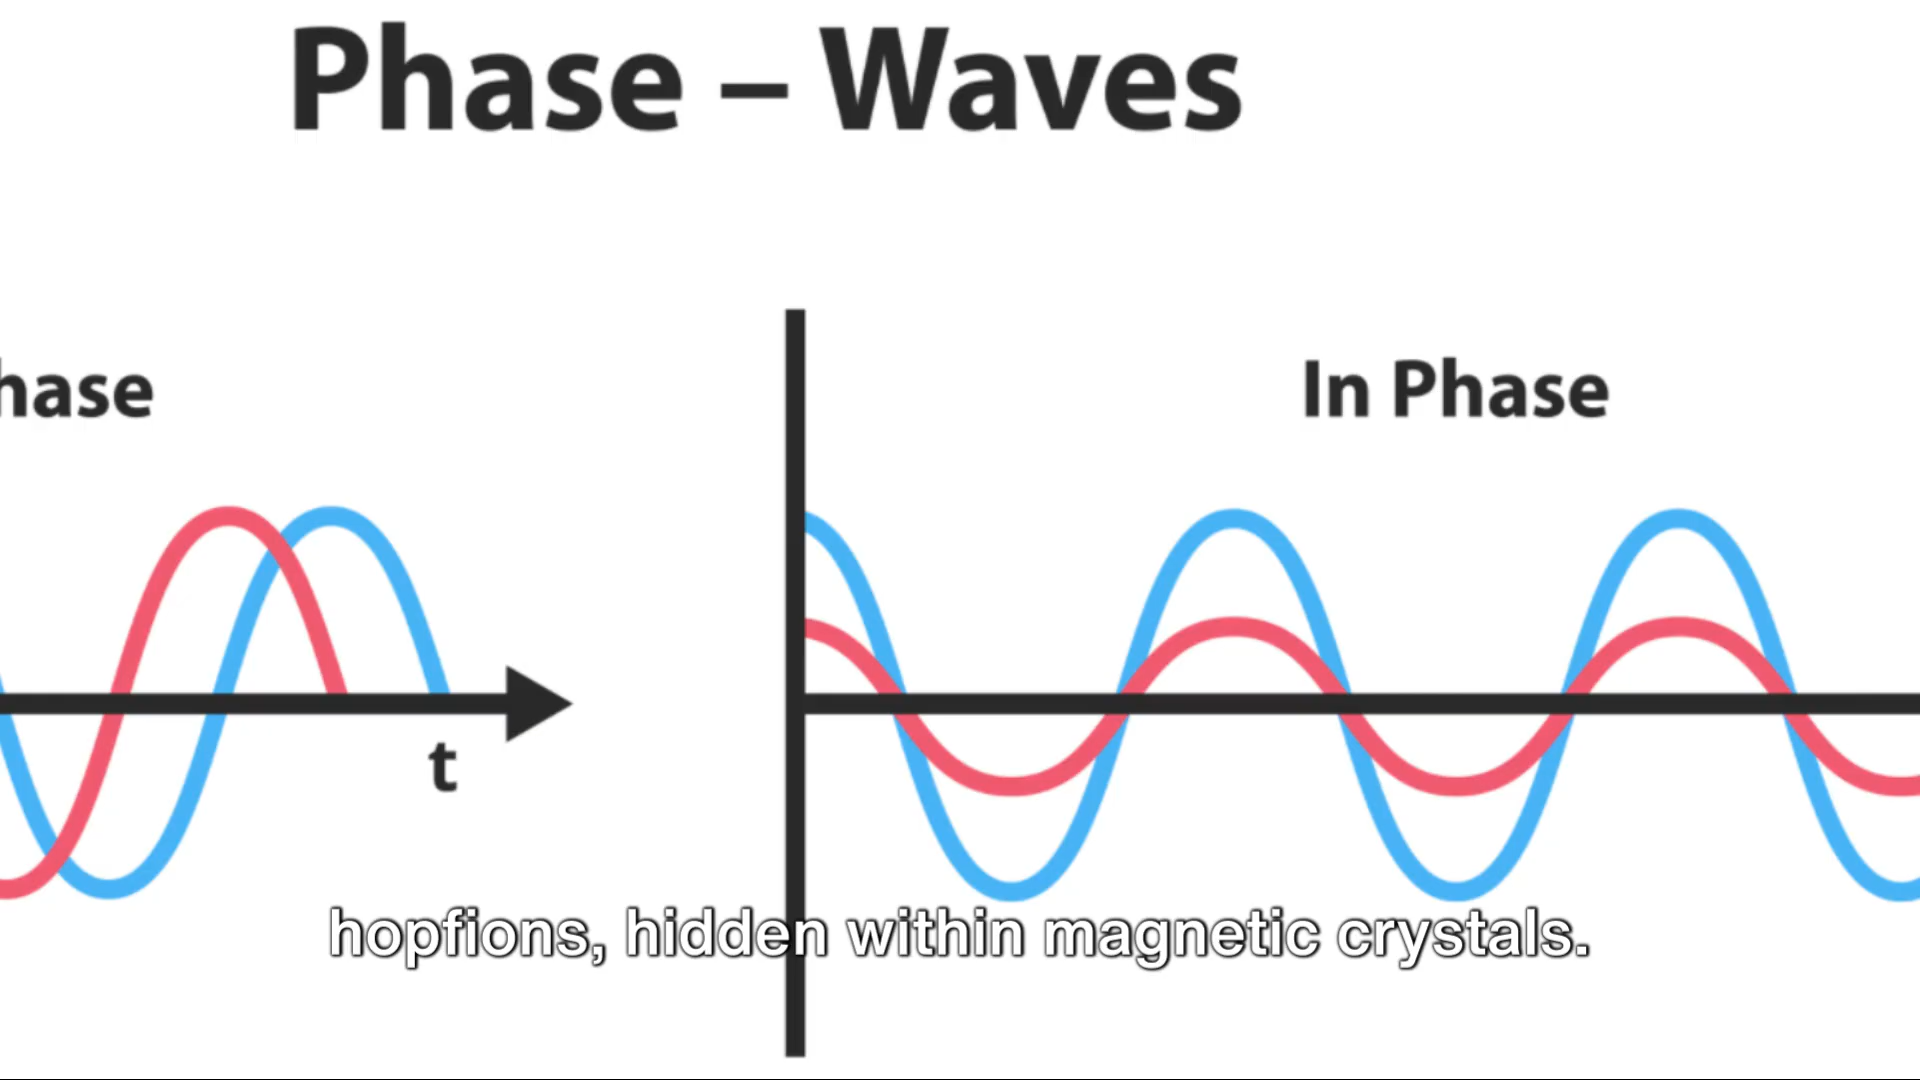 Phase – Waves
hase
In Phase
t
hopfions, hidden within magnetic crystals.